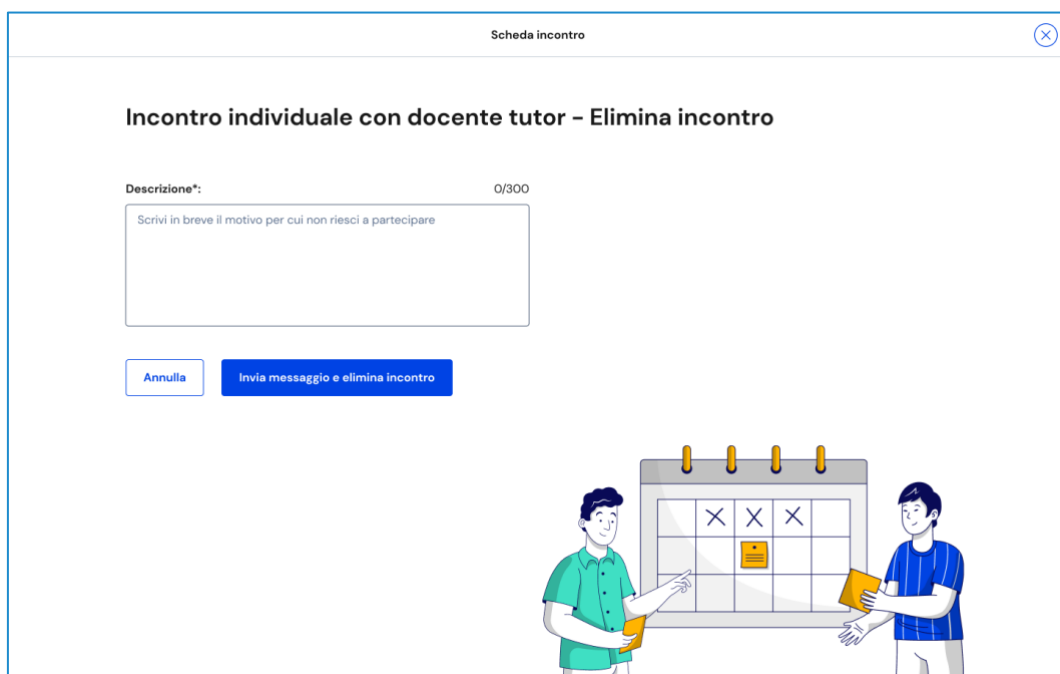 Scheda incontro
Incontro individuale con docente tutor – Elimina incontro
Descrizione*: 0/300
Scrivi in breve il motivo per cui non riesci a partecipare
Annulla Invia messaggio e elimina incontro